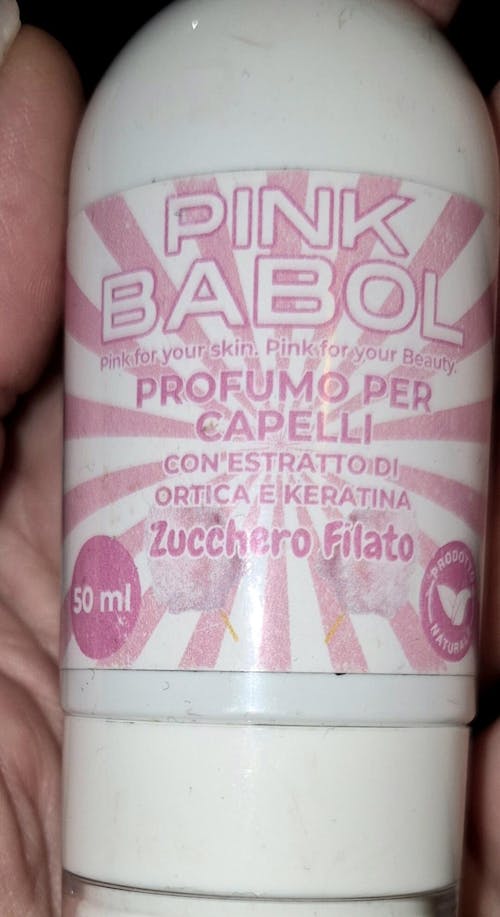 PINK
BABOL
Pink for your skin. Pink for your Beauty.
PROFUMO PER
CAPELLI
CON ESTRATTO DI
ORTICA E KERATINA
Zucchero Filato
50 ml
PRODOTTO
NATURALE